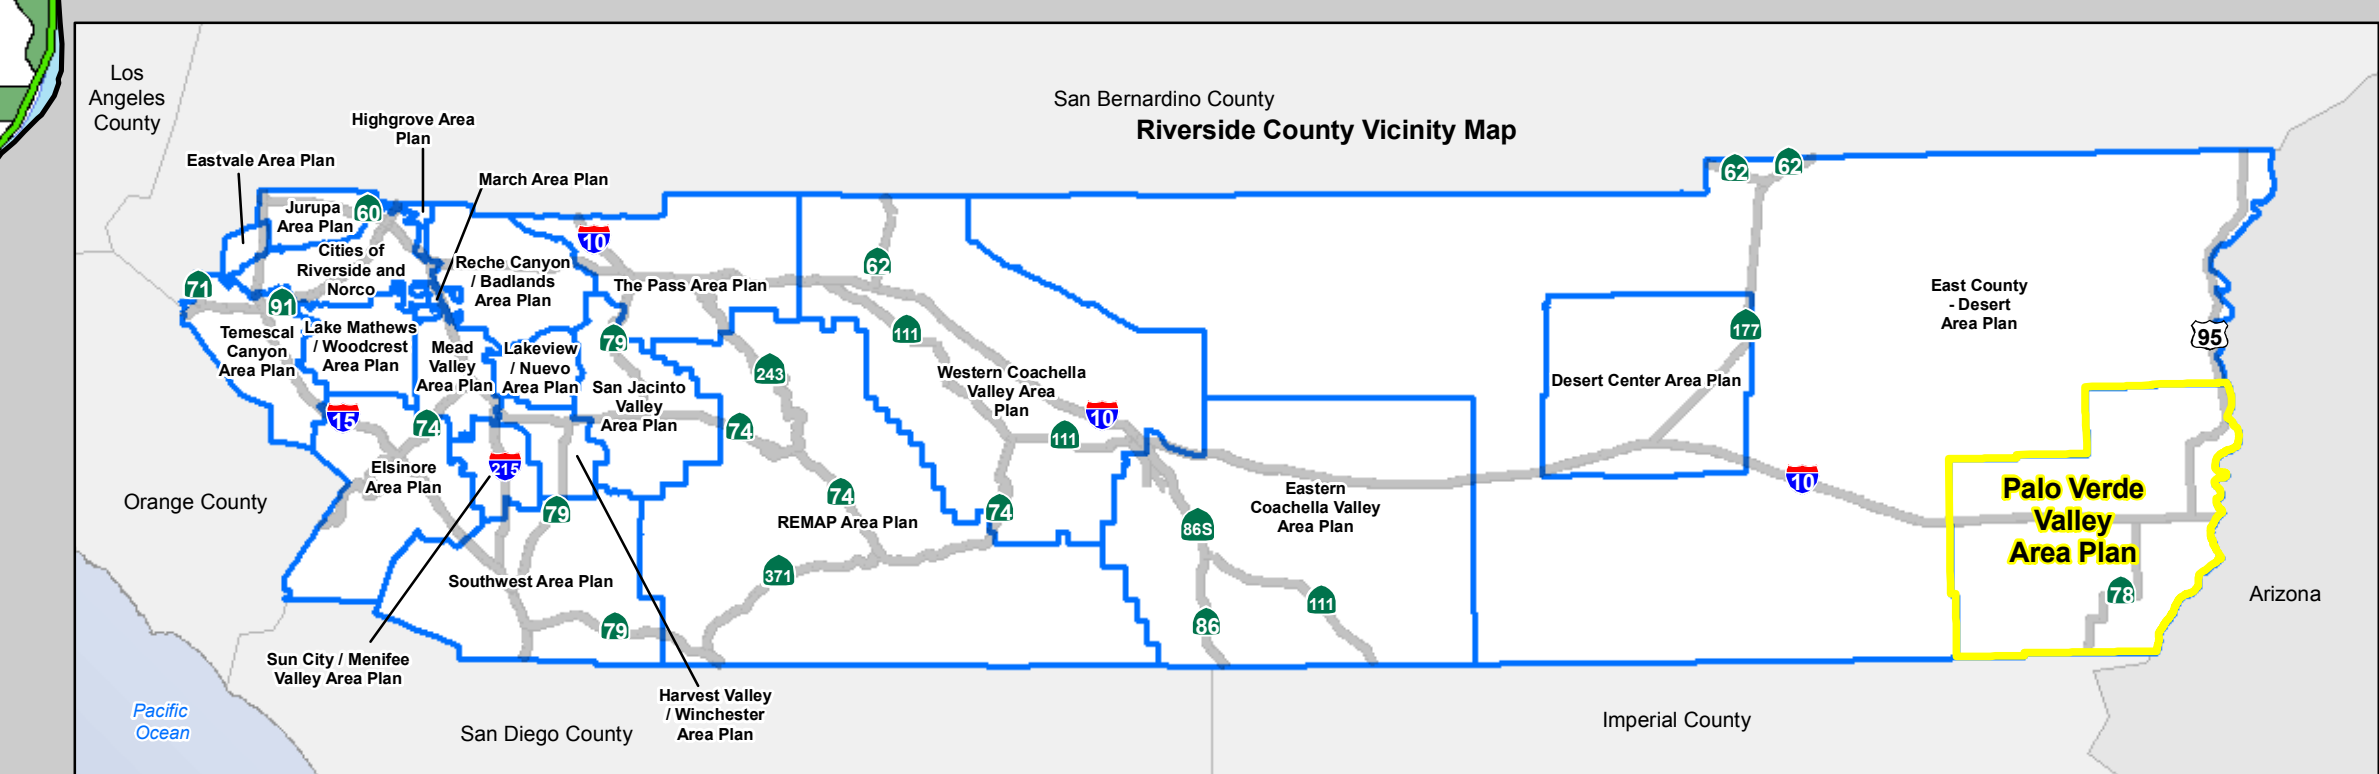 Los
Angeles
County
San Bernardino County
Riverside County Vicinity Map
Highgrove Area
Plan
Eastvale Area Plan
March Area Plan
Jurupa
Area Plan
60
Cities of
Riverside and
Norco
10
Reche Canyon
/ Badlands
Area Plan
The Pass Area Plan
62
62
62
71
91
Temescal
Canyon
Area Plan
Lake Mathews
/ Woodcrest
Area Plan
Mead
Valley
Area Plan
Lakeview
/ Nuevo
Area Plan
79
San Jacinto
Valley
Area Plan
243
111
Western Coachella
Valley Area
Plan
10
111
East County
- Desert
Area Plan
177
95
Desert Center Area Plan
15
74
74
215
Elsinore
Area Plan
Orange County
79
74
REMAP Area Plan
74
86S
Eastern
Coachella Valley
Area Plan
10
Palo Verde
Valley
Area Plan
78
Arizona
Southwest Area Plan
371
79
86
111
Sun City / Menifee
Valley Area Plan
Harvest Valley
/ Winchester
Area Plan
Pacific
Ocean
San Diego County
Imperial County